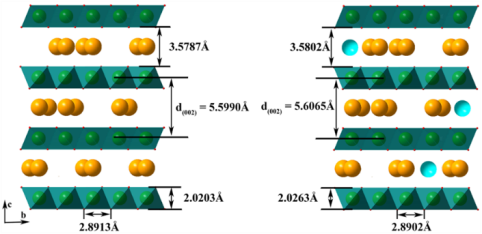 3.5787Å
d(002) = 5.5990Å
2.0203Å
2.8913Å
c
b
3.5802Å
d(002) = 5.6065Å
2.0263Å
2.8902Å